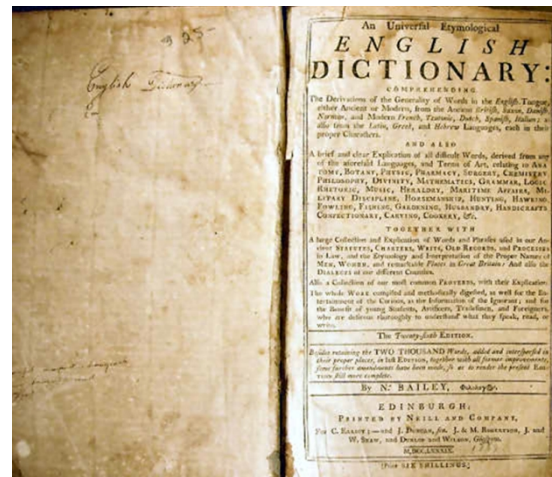 325
English Dictionary
An Universal Etymological
ENGLISH
DICTIONARY:
COMPREHENDING
The Derivations of the Generality of Words in the English Tongue,
either Ancient or Modern, from the Ancient British, Saxon, Danish,
Norman, and Modern French, Teutonic, Dutch, Spanish, Italian;
also from the Latin, Greek, and Hebrew Languages, each in their
proper Characters.
AND ALSO
A brief and clear Explication of all difficult Words, derived from any
of the aforesaid Languages, and Terms of Art, relating to ANA-
TOMY, BOTANY, PHYSIC, PHARMACY, SURGERY, CHEMISTRY
PHILOSOPHY, DIVINITY, MATHEMATICS, GRAMMAR, LOGIC,
RHETORIC, MUSIC, HERALDRY, MARITIME AFFAIRS, MI-
LITARY DISCIPLINE, HORSEMANSHIP, HUNTING, HAWKING,
FOWLING, FISHING, GARDENING, HUSBANDRY, HANDICRAFTS
CONFECTIONARY, CARVING, COOKERY, &c.
TOGETHER WITH
A large Collection and Explication of Words and Phrases used in our An-
cient STATUTES, CHARTERS, WRITS, OLD RECORDS, and PROCESSES
in Law; and the Etymology and Interpretation of the Proper Names of
MEN, WOMEN, and remarkable Places in Great Britain: And also the
DIALECTS of our different Counties.
Also a Collection of our most common PROVERBS, with their Explication
The whole WORK compiled and methodically digested, as well for the En-
tertainment of the Curious, as the Information of the Ignorant; and for
the Benefit of young Students, Artificers, Tradesmen, and Foreigners,
who are desirous thoroughly to understand what they speak, read, or
write.
The Twenty-sixth EDITION.
Besides retaining the TWO THOUSAND Words, added and interspersed in
their proper places, in last EDITION, together with all former improvements,
some further amendments have been made, so as to render the present EDI-
TION still more complete.
By N. BAILEY,
EDINBURGH:
PRINTED BY NEILL AND COMPANY,
FOR C. ELLIOT;—and J. DUNCAN, sen. J. & M. ROBERTSON, J. and
W. SHAW, and DUNLOP and WILSON, Glasgow.
M,DCC,LXXXIX.
[Price SIX SHILLINGS.]